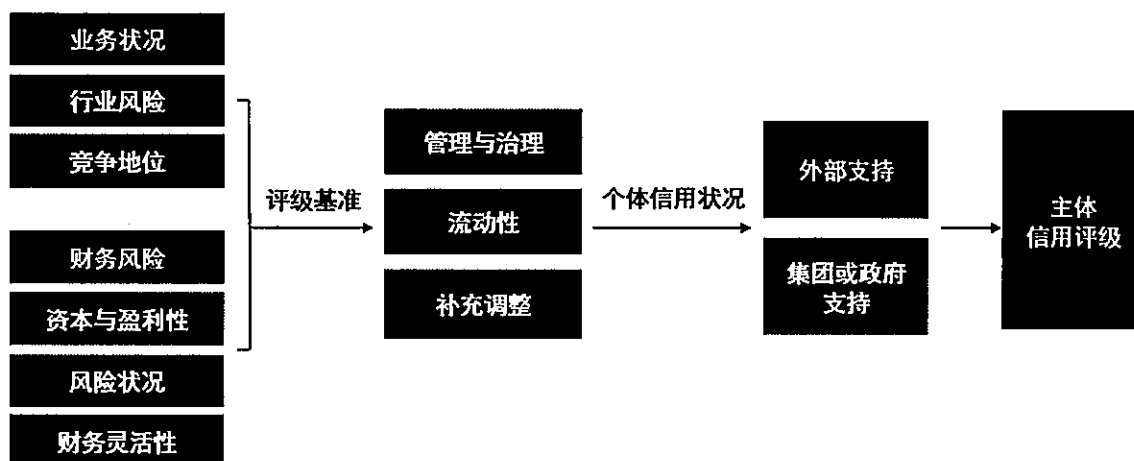 业务状况
行业风险
竞争地位
财务风险
资本与盈利性
风险状况
财务灵活性
评级基准
管理与治理
流动性
补充调整
个体信用状况
外部支持
集团或政府
支持
主体
信用评级